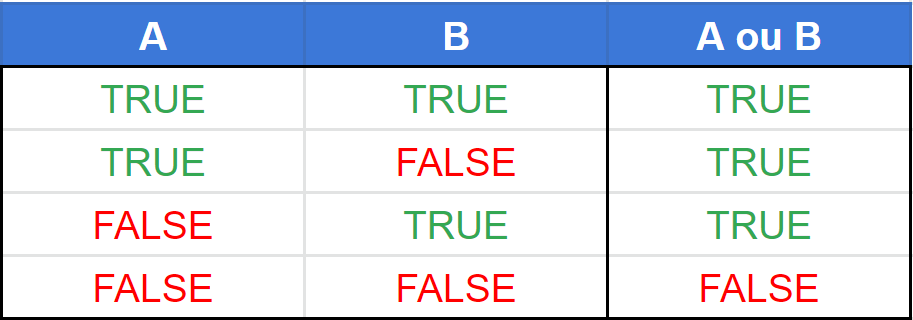 A B A ou B
TRUE TRUE TRUE
TRUE FALSE TRUE
FALSE TRUE TRUE
FALSE FALSE FALSE